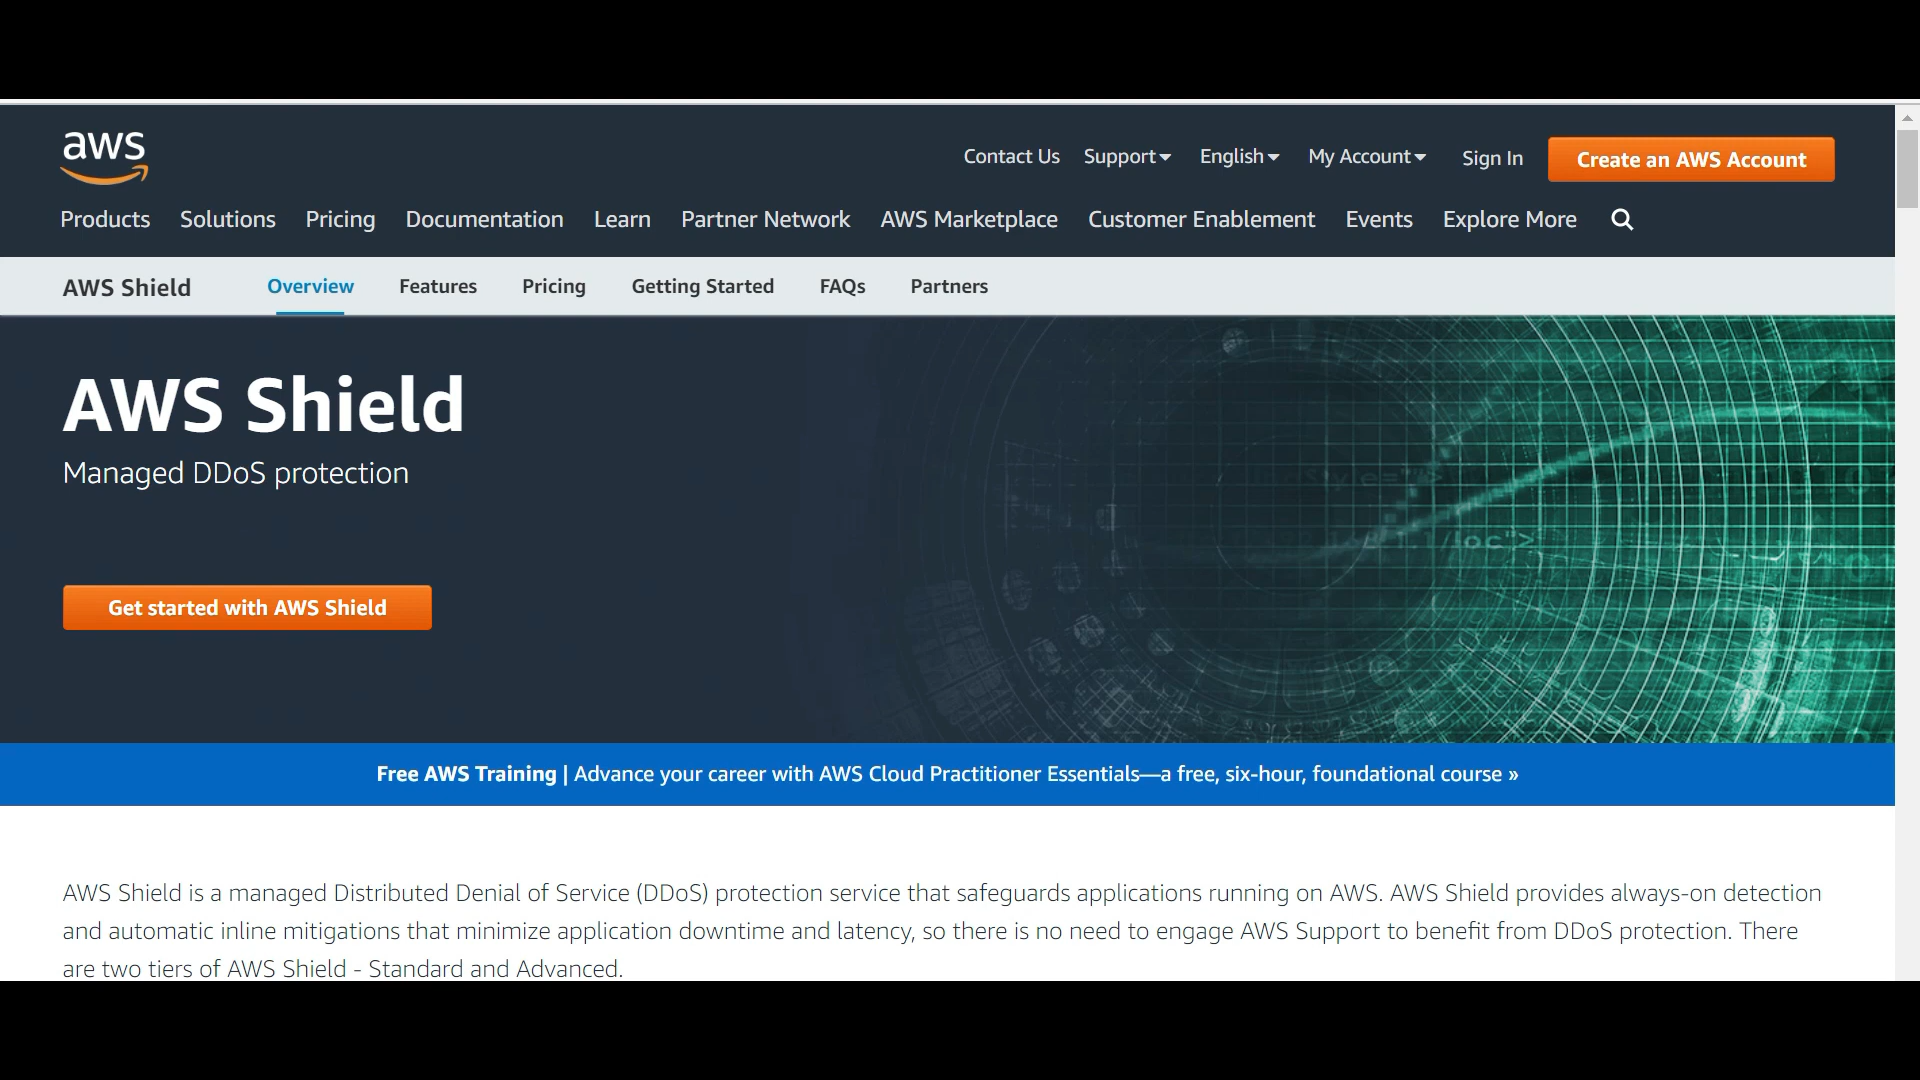 aws
Contact Us Support English My Account Sign In Create an AWS Account
Products Solutions Pricing Documentation Learn Partner Network AWS Marketplace Customer Enablement Events Explore More
AWS Shield Overview Features Pricing Getting Started FAQs Partners
AWS Shield
Managed DDoS protection
Get started with AWS Shield
Free AWS Training | Advance your career with AWS Cloud Practitioner Essentials—a free, six-hour, foundational course »
AWS Shield is a managed Distributed Denial of Service (DDoS) protection service that safeguards applications running on AWS. AWS Shield provides always-on detection
and automatic inline mitigations that minimize application downtime and latency, so there is no need to engage AWS Support to benefit from DDoS protection. There
are two tiers of AWS Shield - Standard and Advanced.